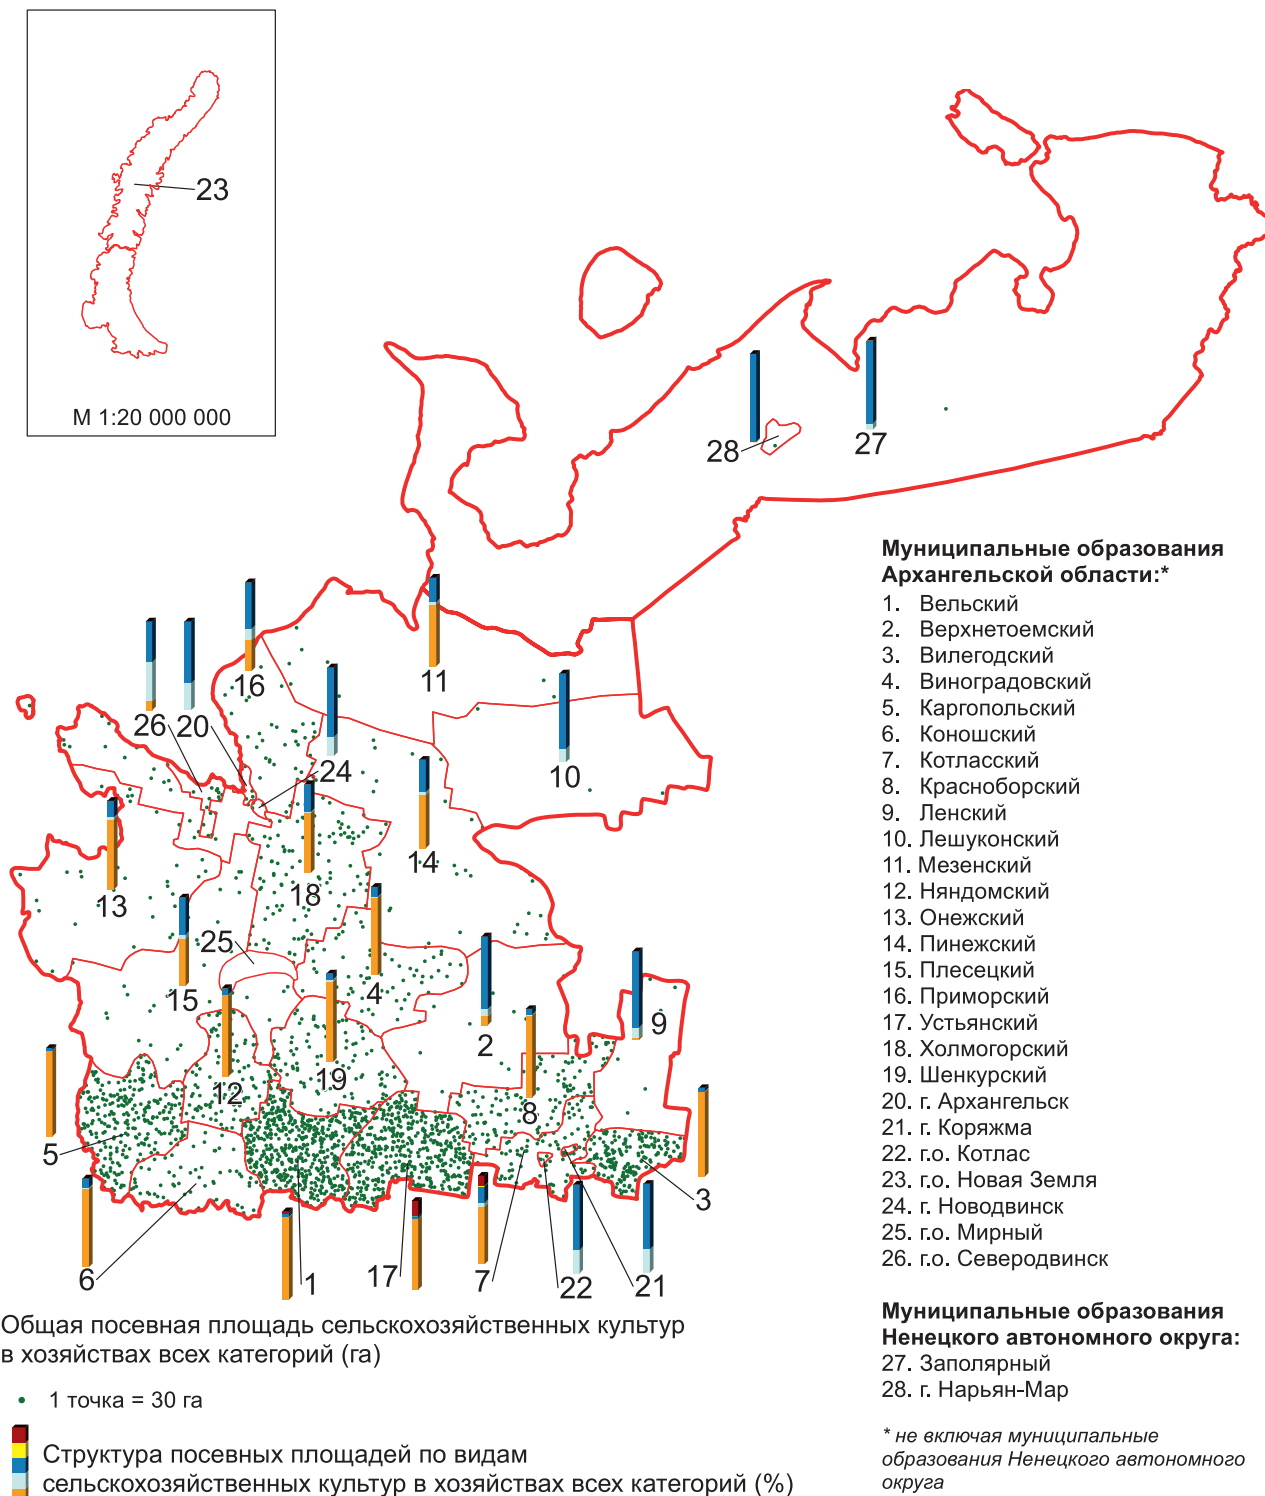 23
М 1:20 000 000
28
27
16
11
26
20
24
10
13
18
14
25
15
4
2
9
12
19
8
5
3
6
1
17
7
22
21
Муниципальные образования
Архангельской области:*
1. Вельский
2. Верхнетоемский
3. Вилегодский
4. Виноградовский
5. Каргопольский
6. Коношский
7. Котласский
8. Красноборский
9. Ленский
10. Лешуконский
11. Мезенский
12. Няндомский
13. Онежский
14. Пинежский
15. Плесецкий
16. Приморский
17. Устьянский
18. Холмогорский
19. Шенкурский
20. г. Архангельск
21. г. Коряжма
22. г.о. Котлас
23. г.о. Новая Земля
24. г. Новодвинск
25. г.о. Мирный
26. г.о. Северодвинск
Муниципальные образования
Ненецкого автономного округа:
27. Заполярный
28. г. Нарьян-Мар
* не включая муниципальные
образования Ненецкого автономного
округа
Общая посевная площадь сельскохозяйственных культур
в хозяйствах всех категорий (га)
1 точка = 30 га
Структура посевных площадей по видам
сельскохозяйственных культур в хозяйствах всех категорий (%)